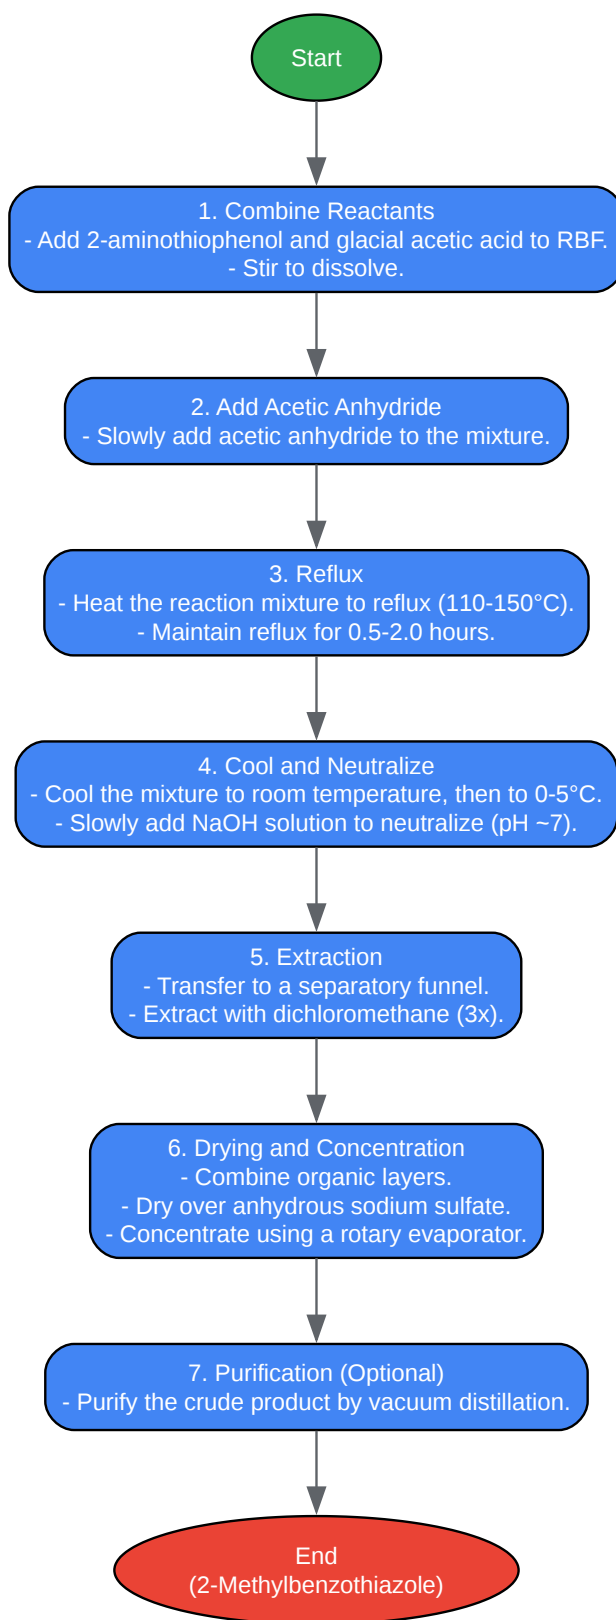 Start
1. Combine Reactants
- Add 2-aminothiophenol and glacial acetic acid to RBF.
- Stir to dissolve.
2. Add Acetic Anhydride
- Slowly add acetic anhydride to the mixture.
3. Reflux
- Heat the reaction mixture to reflux (110-150°C).
- Maintain reflux for 0.5-2.0 hours.
4. Cool and Neutralize
- Cool the mixture to room temperature, then to 0-5°C.
- Slowly add NaOH solution to neutralize (pH ~7).
5. Extraction
- Transfer to a separatory funnel.
- Extract with dichloromethane (3x).
6. Drying and Concentration
- Combine organic layers.
- Dry over anhydrous sodium sulfate.
- Concentrate using a rotary evaporator.
7. Purification (Optional)
- Purify the crude product by vacuum distillation.
End
(2-Methylbenzothiazole)